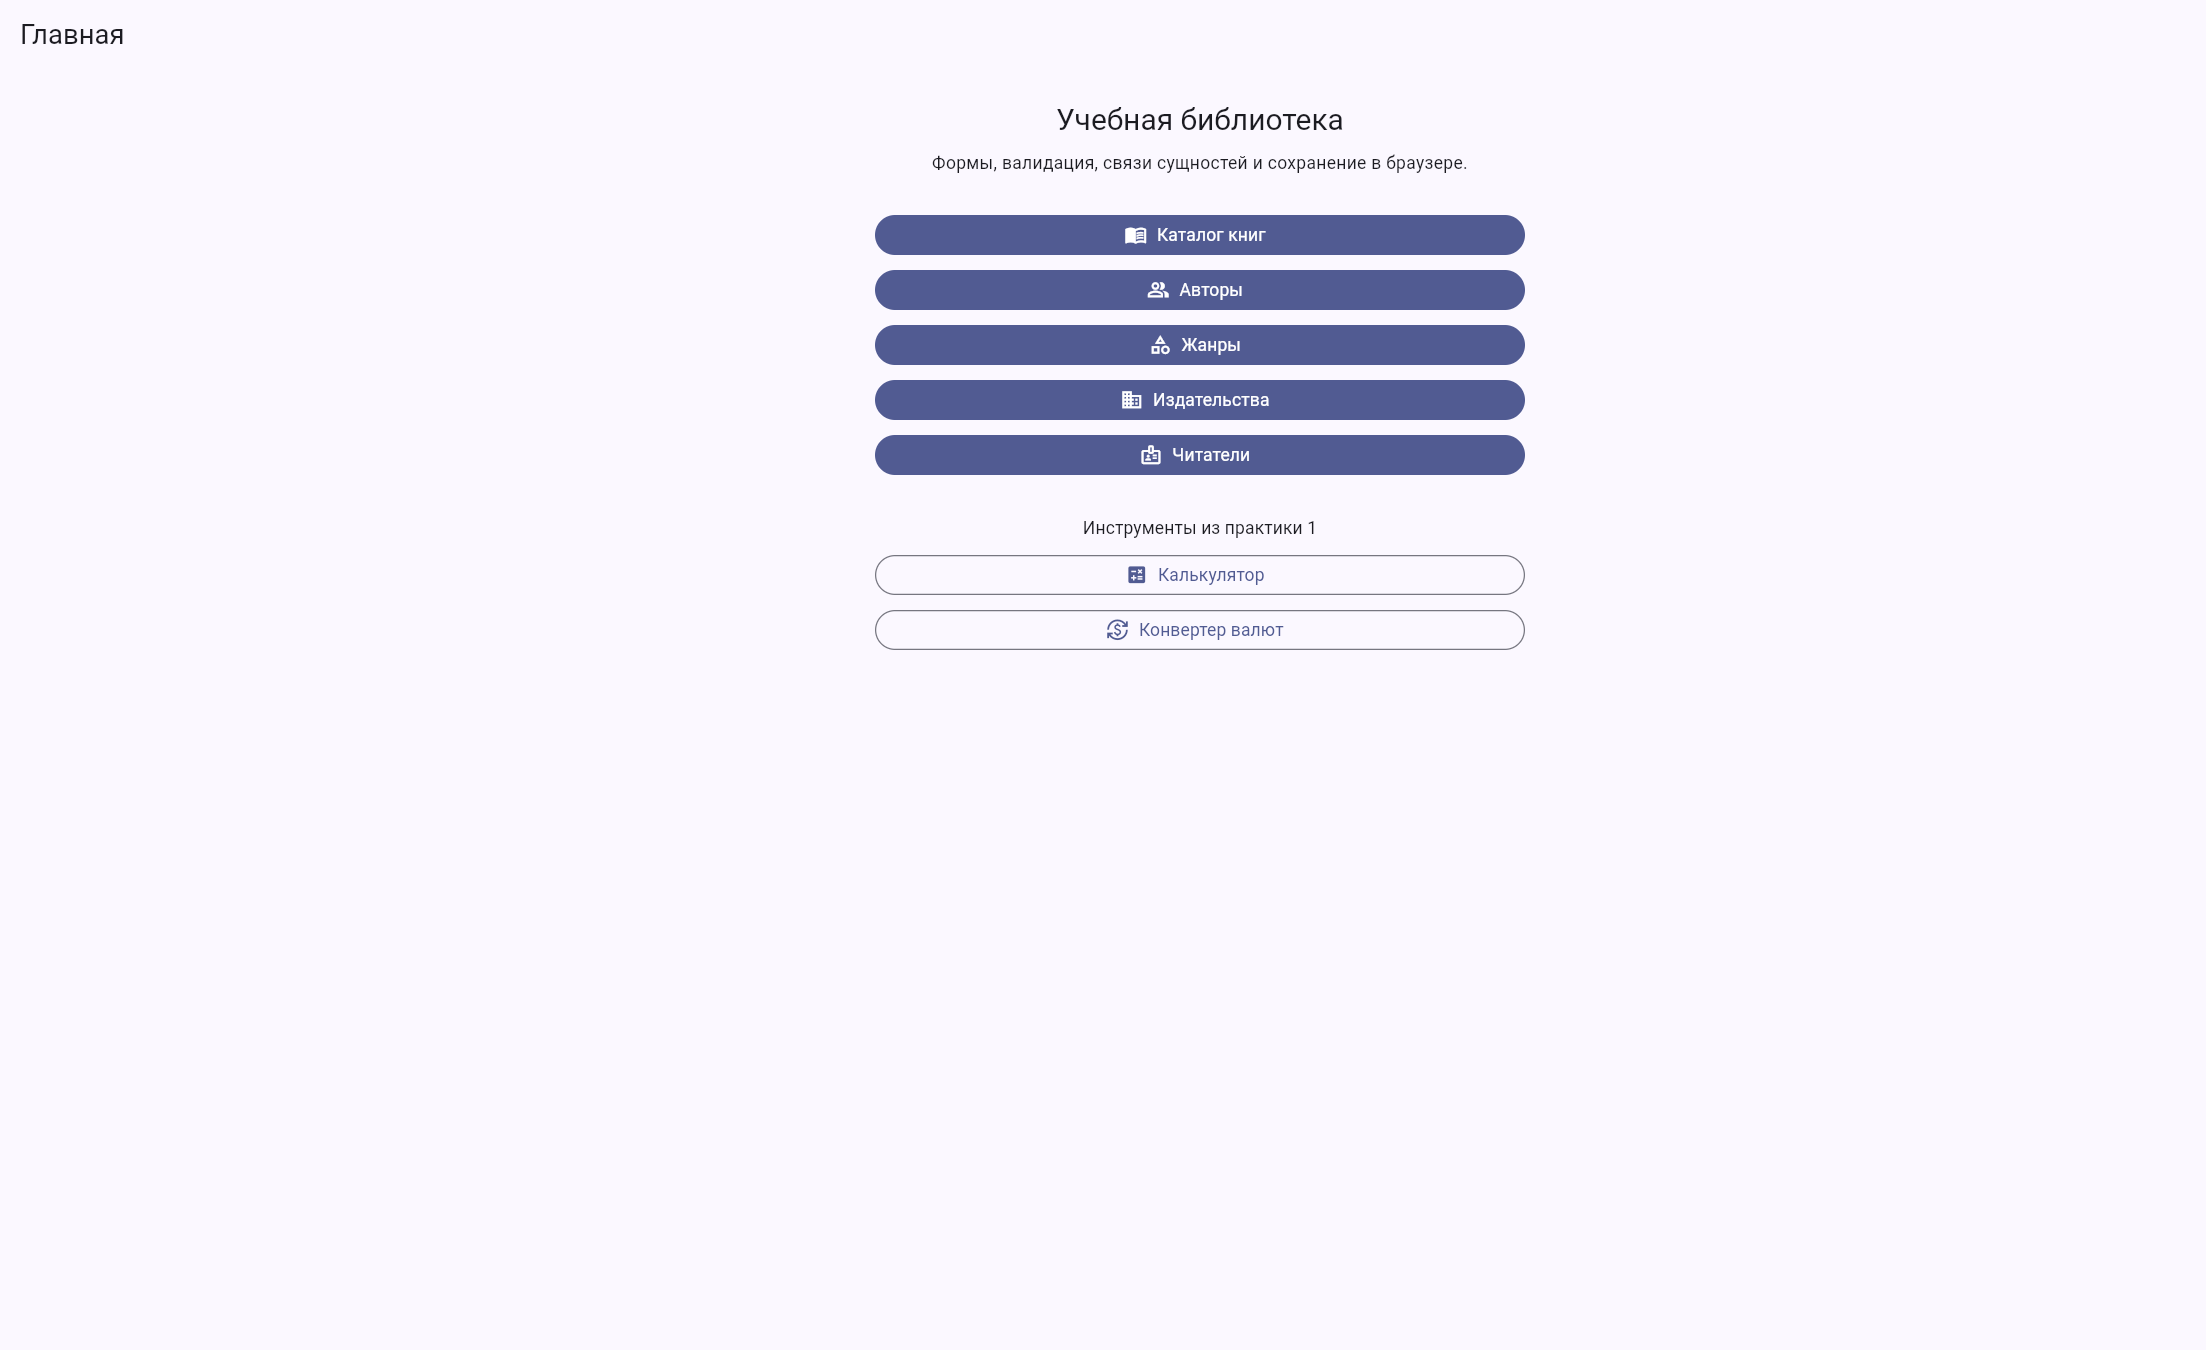 Главная
Учебная библиотека
Формы, валидация, связи сущностей и сохранение в браузере.
Каталог книг
Авторы
Жанры
Издательства
Читатели
Инструменты из практики 1
Калькулятор
Конвертер валют